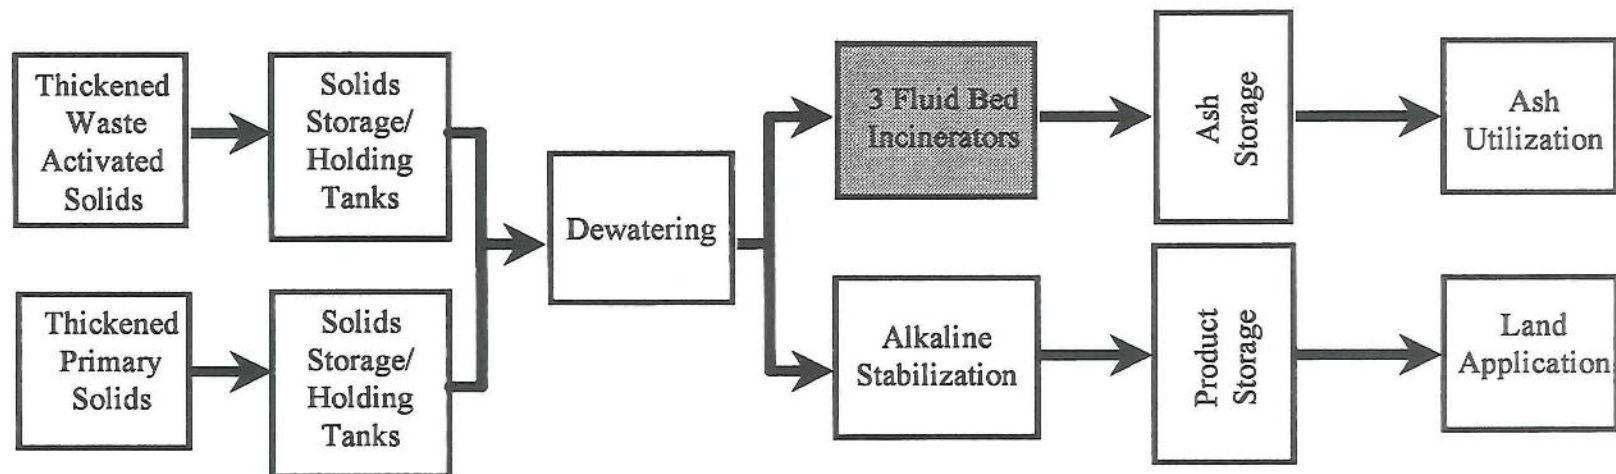 Thickened
Waste
Activated
Solids
Solids
Storage/
Holding
Tanks
Thickened
Primary
Solids
Solids
Storage/
Holding
Tanks
Dewatering
3 Fluid Bed
Incinerators
Ash
Storage
Ash
Utilization
Alkaline
Stabilization
Product
Storage
Land
Application